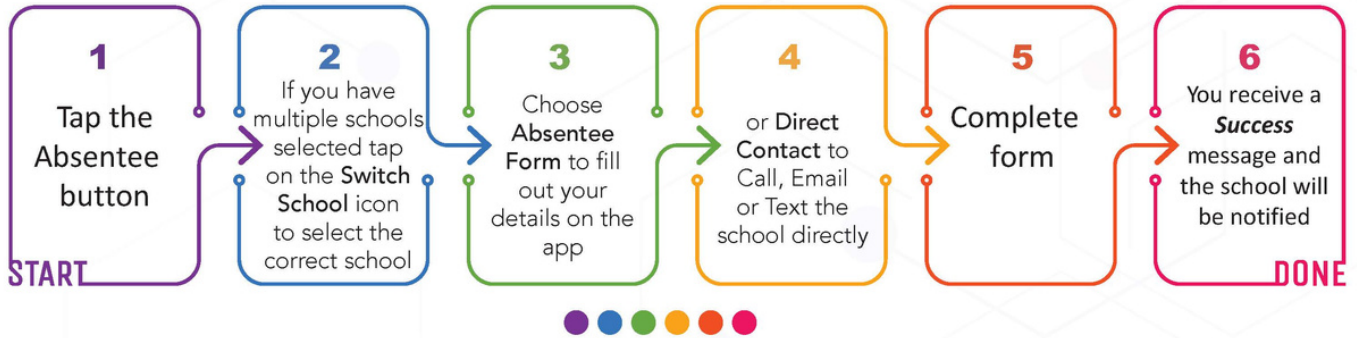 1
Tap the
Absentee
button
START
2
If you have
multiple schools
selected tap
on the Switch
School icon
to select the
correct school
3
Choose
Absentee
Form to fill
out your
details on the
app
4
or Direct
Contact to
Call, Email
or Text the
school directly
5
Complete
form
6
You receive a
Success
message and
the school will
be notified
DONE